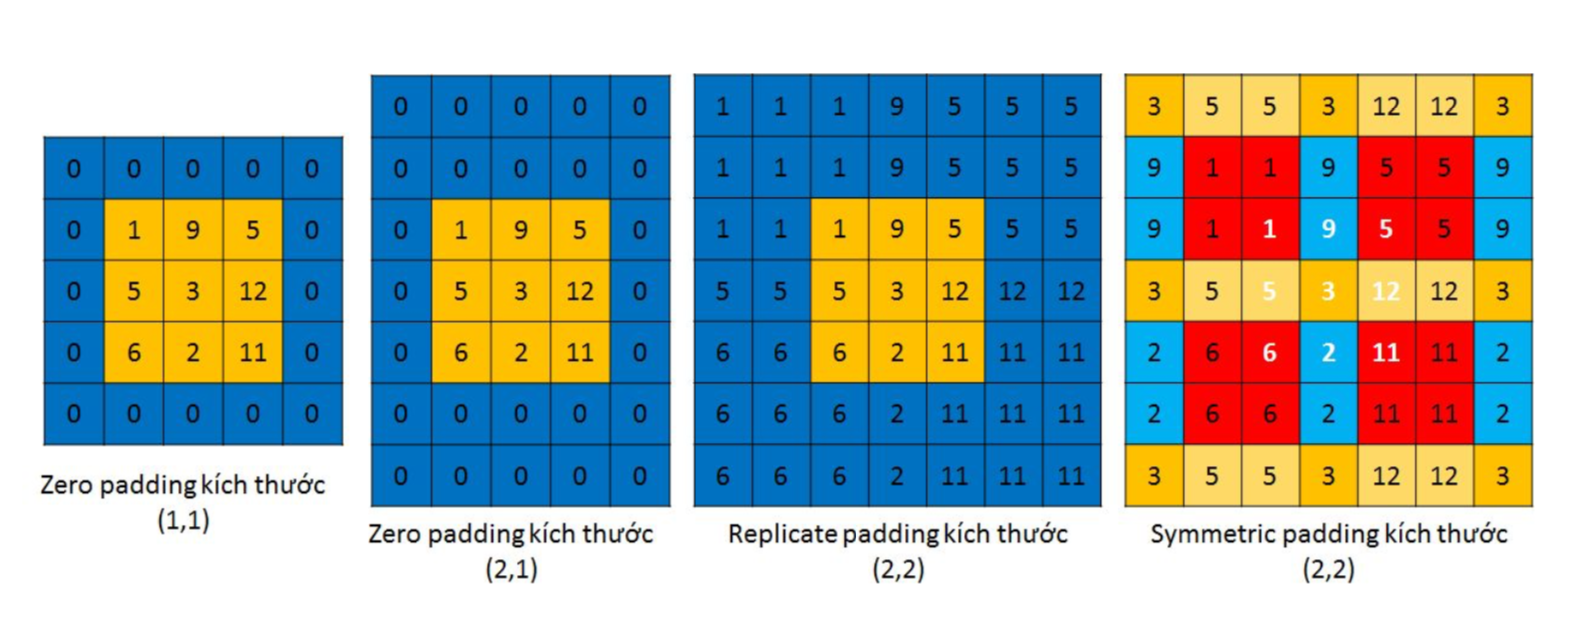 0 0 0 0 0
0 1 9 5 0
0 5 3 12 0
0 6 2 11 0
0 0 0 0 0
Zero padding kích thước
(1,1)
0 0 0 0 0
0 0 0 0 0
0 1 9 5 0
0 5 3 12 0
0 6 2 11 0
0 0 0 0 0
0 0 0 0 0
Zero padding kích thước
(2,1)
1 1 1 9 5 5 5
1 1 1 9 5 5 5
1 1 1 9 5 5 5
5 5 5 3 12 12 12
6 6 6 2 11 11 11
6 6 6 2 11 11 11
6 6 6 2 11 11 11
Replicate padding kích thước
(2,2)
3 5 5 3 12 12 3
9 1 1 9 5 5 9
9 1 1 9 5 5 9
3 5 5 3 12 12 3
2 6 6 2 11 11 2
2 6 6 2 11 11 2
3 5 5 3 12 12 3
Symmetric padding kích thước
(2,2)